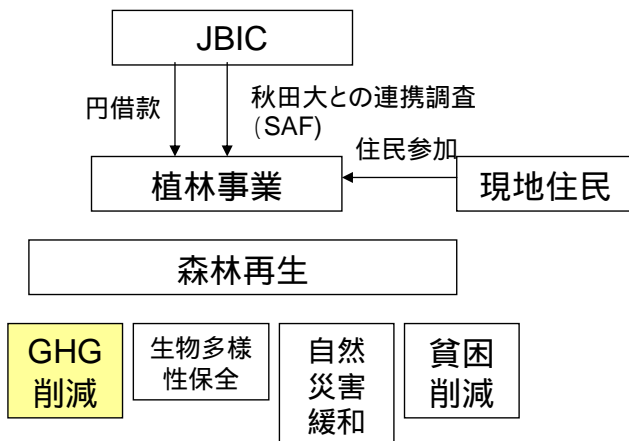 JBIC
円借款
秋田大との連携調査
(SAF)
住民参加
植林事業
現地住民
森林再生
GHG
削減
生物多様
性保全
自然
災害
緩和
貧困
削減